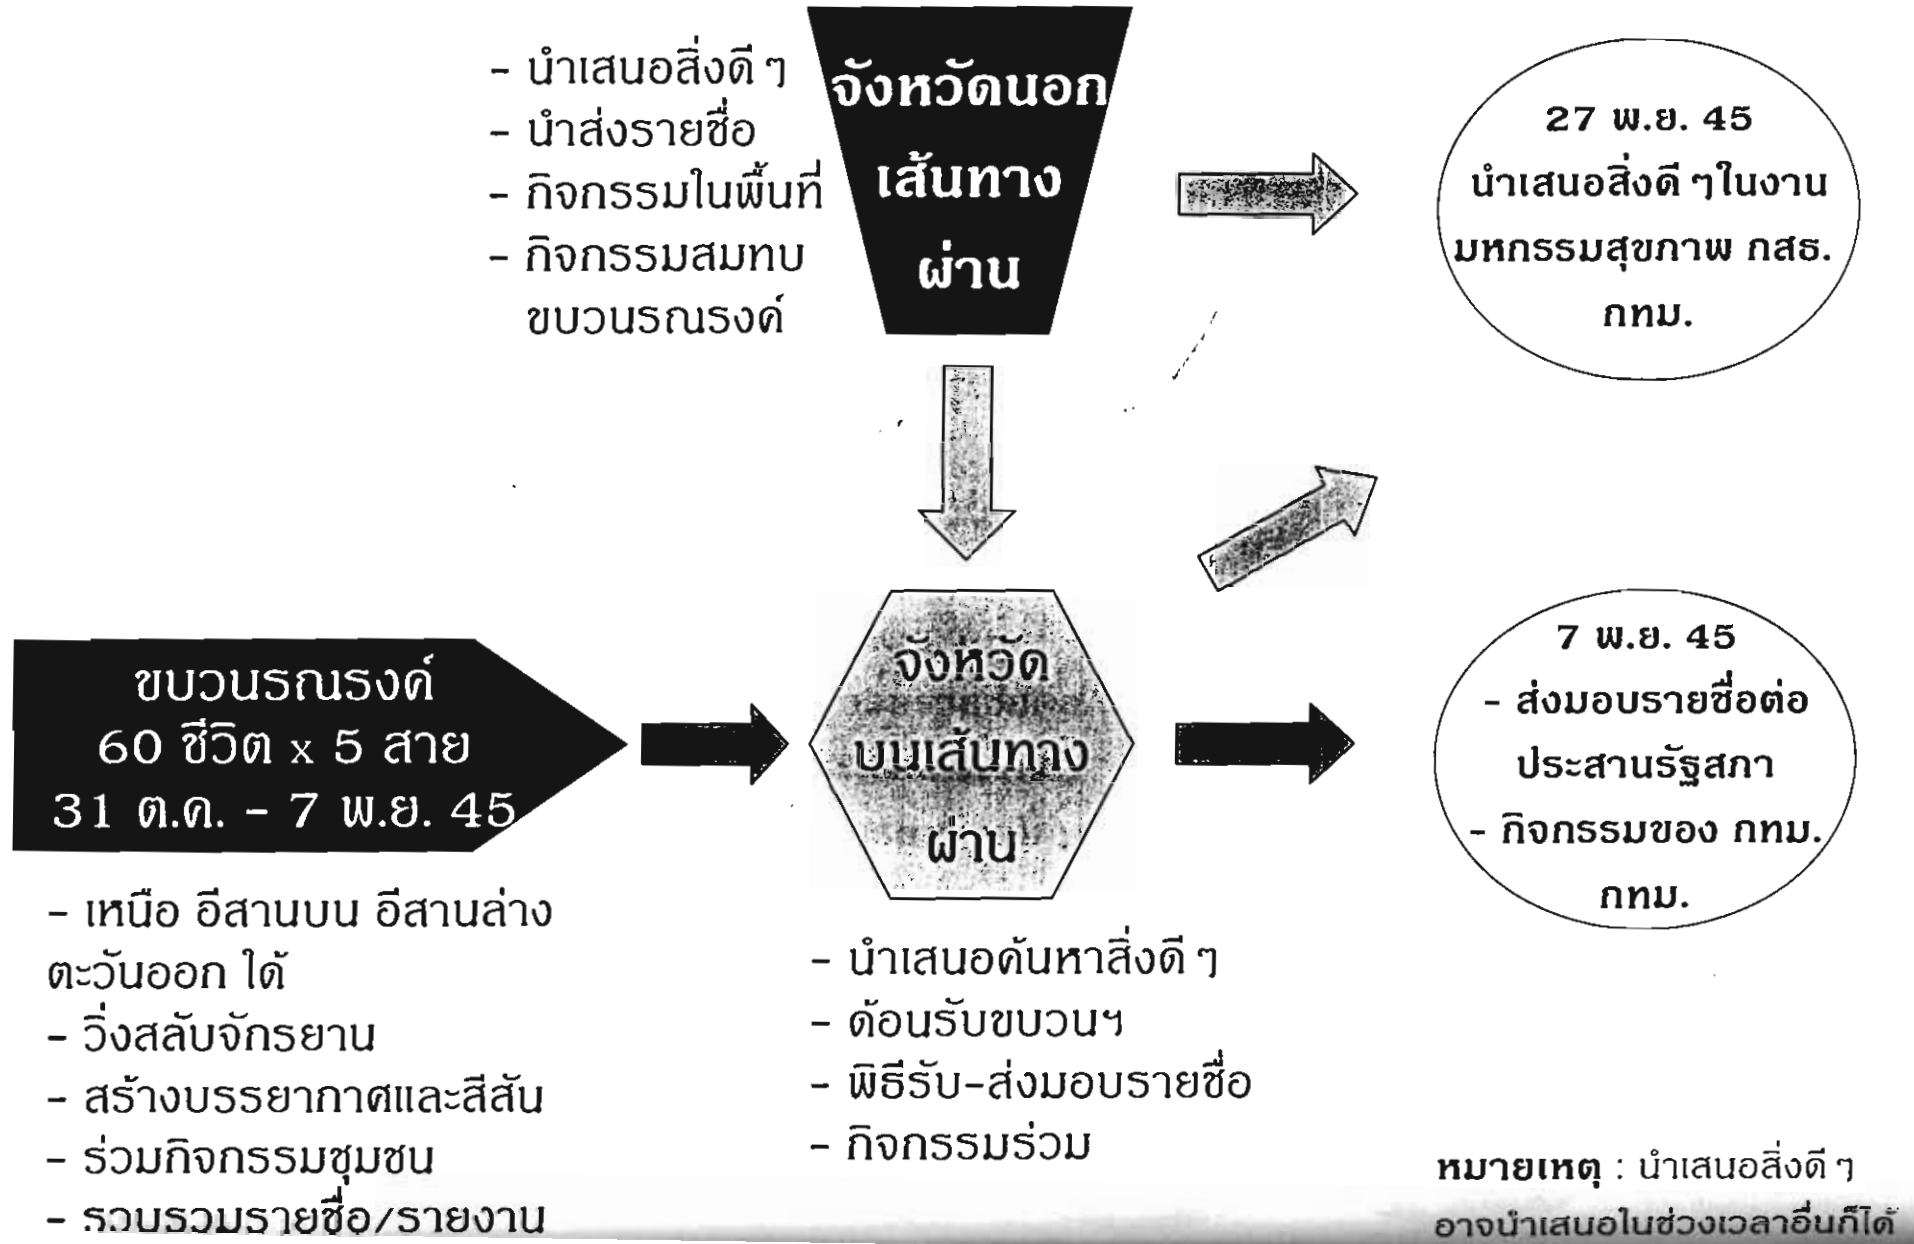 - นำเสนอสิ่งดี ๆ
- นำส่งรายชื่อ
- กิจกรรมในพื้นที่
- กิจกรรมสมทบ
ขบวนรณรงค์
จังหวัดนอก
เส้นทาง
ผ่าน
27 พ.ย. 45
นำเสนอสิ่งดี ๆในงาน
มหกรรมสุขภาพ กสธ.
กทม.
ขบวนรณรงค์
60 ชีวิต x 5 สาย
31 ต.ค. - 7 พ.ย. 45
- เหนือ อีสานบน อีสานล่าง
ตะวันออก ใต้
- วิ่งสลับจักรยาน
- สร้างบรรยากาศและสีสัน
- ร่วมกิจกรรมชุมชน
- รวบรวมรายชื่อ/รายงาน
จังหวัด
บนเส้นทาง
ผ่าน
- นำเสนอค้นหาสิ่งดี ๆ
- ต้อนรับขบวนฯ
- พิธีรับ-ส่งมอบรายชื่อ
- กิจกรรมร่วม
7 พ.ย. 45
- ส่งมอบรายชื่อต่อ
ประสานรัฐสภา
- กิจกรรมของ กทม.
กทม.
หมายเหตุ : นำเสนอสิ่งดี ๆ
อาจนำเสนอในช่วงเวลาอื่นก็ได้